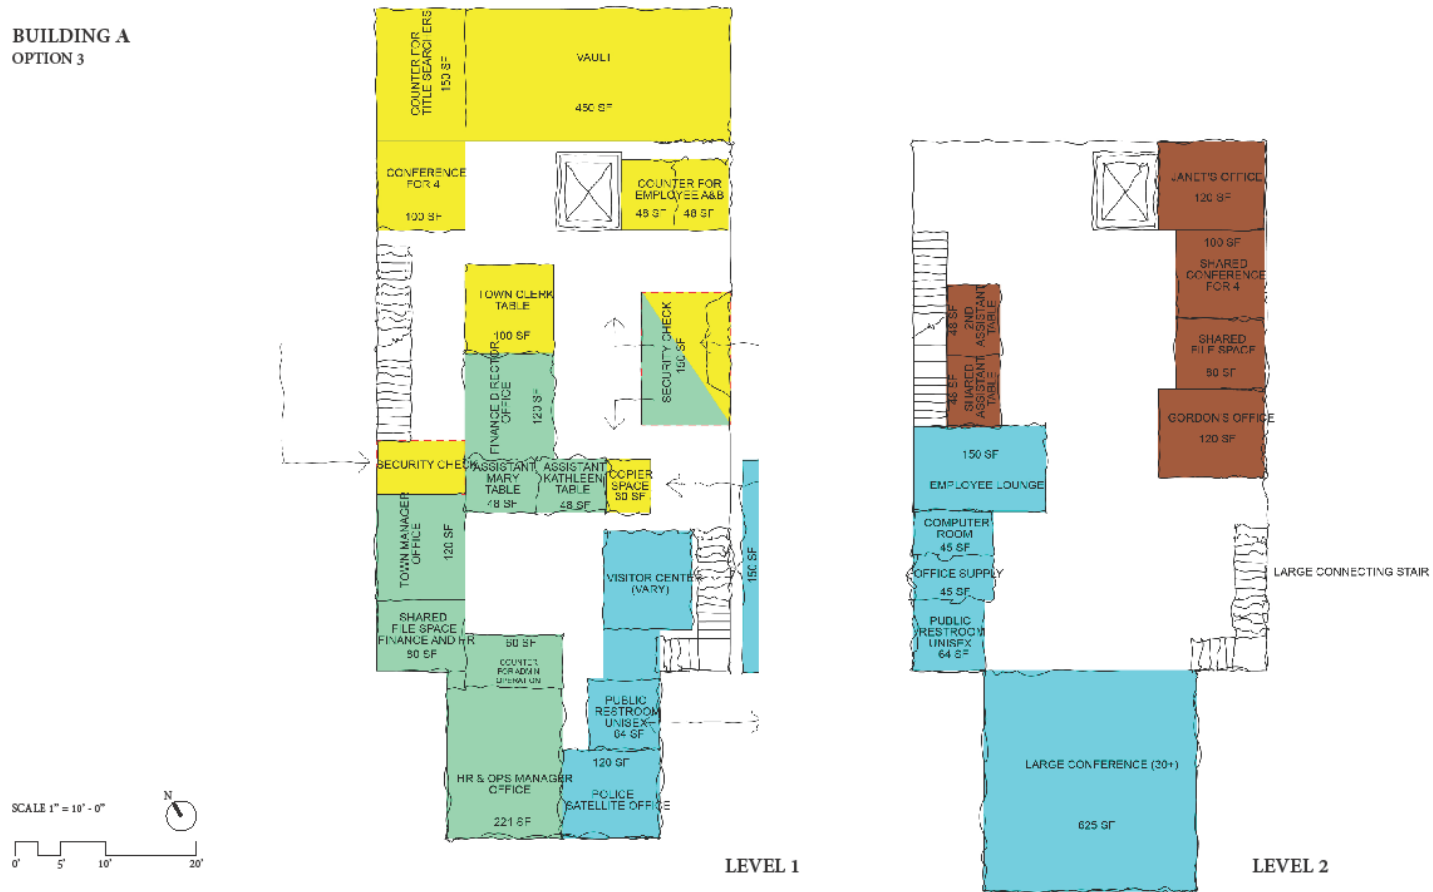 BUILDING A
OPTION 3
COUNTER FOR
TITLE SEARCHERS
150 SF
VAULT
450 SF
CONFERENCE
FOR 4
100 SF
COUNTER FOR
EMPLOYEE A&B
48 SF
48 SF
TOWN CLERK
TABLE
100 SF
SECURITY CHECK
150 SF
FINANCE DIRECTOR
OFFICE
120 SF
SECURITY CHECK
ASSISTANT
MARY
TABLE
48 SF
ASSISTANT
KATHLEEN
TABLE
48 SF
COPIER
SPACE
30 SF
TOWN MANAGER
OFFICE
120 SF
VISITOR CENTER
(VARY)
150 SF
SHARED
FILE SPACE
FINANCE AND HR
80 SF
60 SF
COUNTER
FOR ADMIN
OPERATION
PUBLIC
RESTROOM
UNISEX
64 SF
HR & OPS MANAGER
OFFICE
221 SF
120 SF
POLICE
SATELLITE OFFICE
LEVEL 1
JANET'S OFFICE
120 SF
100 SF
SHARED
CONFERENCE
FOR 4
48 SF
2ND
ASSISTANT
TABLE
48 SF
SHARED
ASSISTANT
TABLE
SHARED
FILE SPACE
80 SF
GORDON'S OFFICE
120 SF
150 SF
EMPLOYEE LOUNGE
COMPUTER
ROOM
45 SF
OFFICE SUPPLY
45 SF
PUBLIC
RESTROOM
UNISEX
64 SF
LARGE CONNECTING STAIR
LARGE CONFERENCE (30+)
625 SF
LEVEL 2
SCALE 1" = 10' - 0"
N
0' 5' 10' 20'